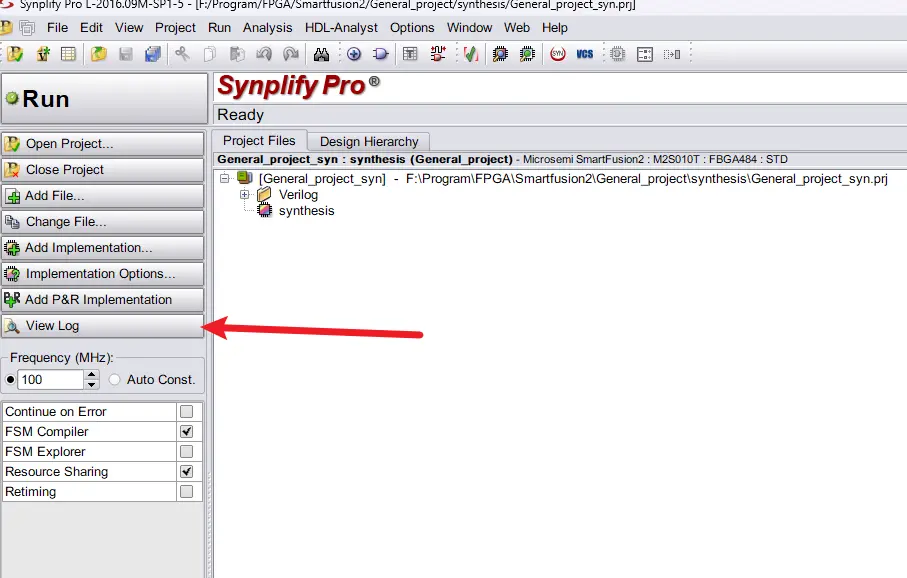 Synplify Pro L-2016.09M-SP1-5 - [F:/Program/FPGA/Smartfusion2/General_project/synthesis/General_project_syn.prj]
File Edit View Project Run Analysis HDL-Analyst Options Window Web Help
SYN VCS
Run
Synplify Pro®
Ready
Open Project...
Close Project
Add File...
Change File...
Add Implementation...
Implementation Options...
P&R Add P&R Implementation
View Log
Frequency (MHz):
100 Auto Const.
Continue on Error
FSM Compiler
FSM Explorer
Resource Sharing
Retiming
Project Files Design Hierarchy
General_project_syn : synthesis (General_project) - Microsemi SmartFusion2 : M2S010T : FBGA484 : STD
[General_project_syn] - F:\Program\FPGA\Smartfusion2\General_project\synthesis\General_project_syn.prj
Verilog
synthesis